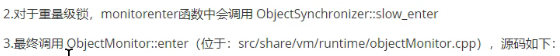 2.对于重量级锁，monitorenter函数中会调用 ObjectSynchronizer::slow_enter
3.最终调用 ObjectMonitor::enter（位于：src/share/vm/runtime/objectMonitor.cpp），源码如下：